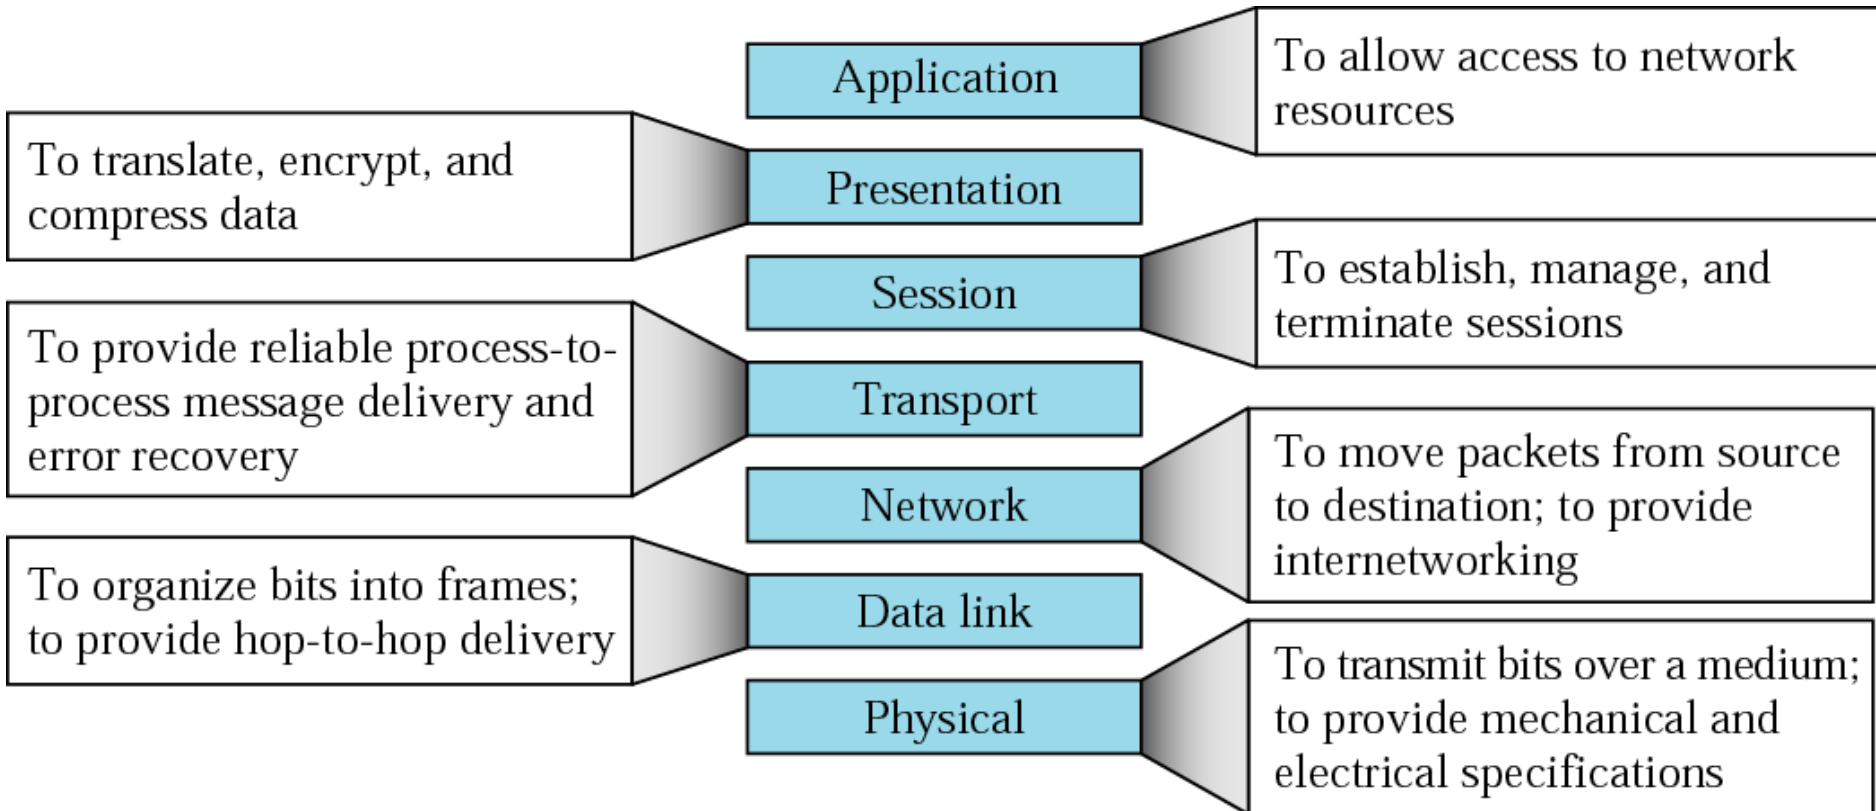 Application
To allow access to network
resources
To translate, encrypt, and
compress data
Presentation
Session
To establish, manage, and
terminate sessions
To provide reliable process-to-
process message delivery and
error recovery
Transport
Network
To move packets from source
to destination; to provide
internetworking
To organize bits into frames;
to provide hop-to-hop delivery
Data link
Physical
To transmit bits over a medium;
to provide mechanical and
electrical specifications